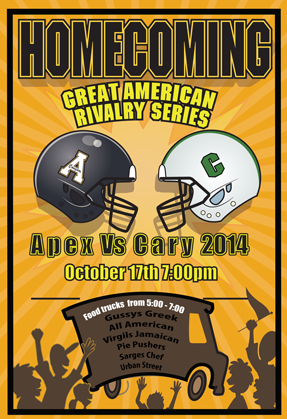 HOMECOMING
GREAT AMERICAN
RIVALRY SERIES
A
C
Apex Vs Cary 2014
October 17th 7:00pm
Food trucks from 5:00 - 7:00
Gussys Greek
All American
Virgils Jamaican
Pie Pushers
Sarges Chef
Urban Street